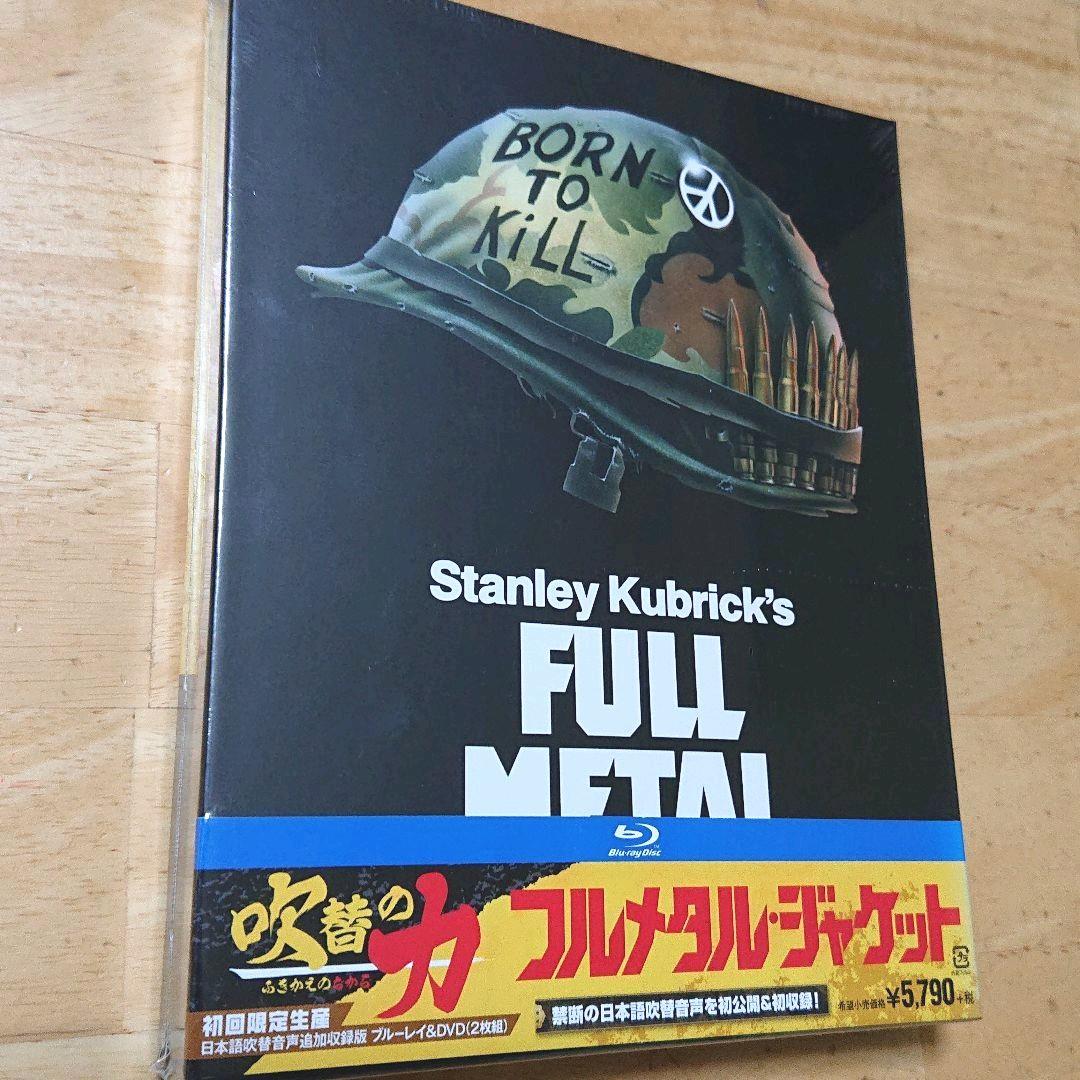 BORN
TO
KiLL
Stanley Kubrick's
FULL
METAL
Blu-ray Disc
吹替の力
ふきかえのちから
フルメタル・ジャケット
初回限定生産
日本語吹替音声追加収録版 ブルーレイ&DVD(2枚組)
禁断の日本語吹替音声を初公開&初収録!
希望小売価格 ¥5,790+税